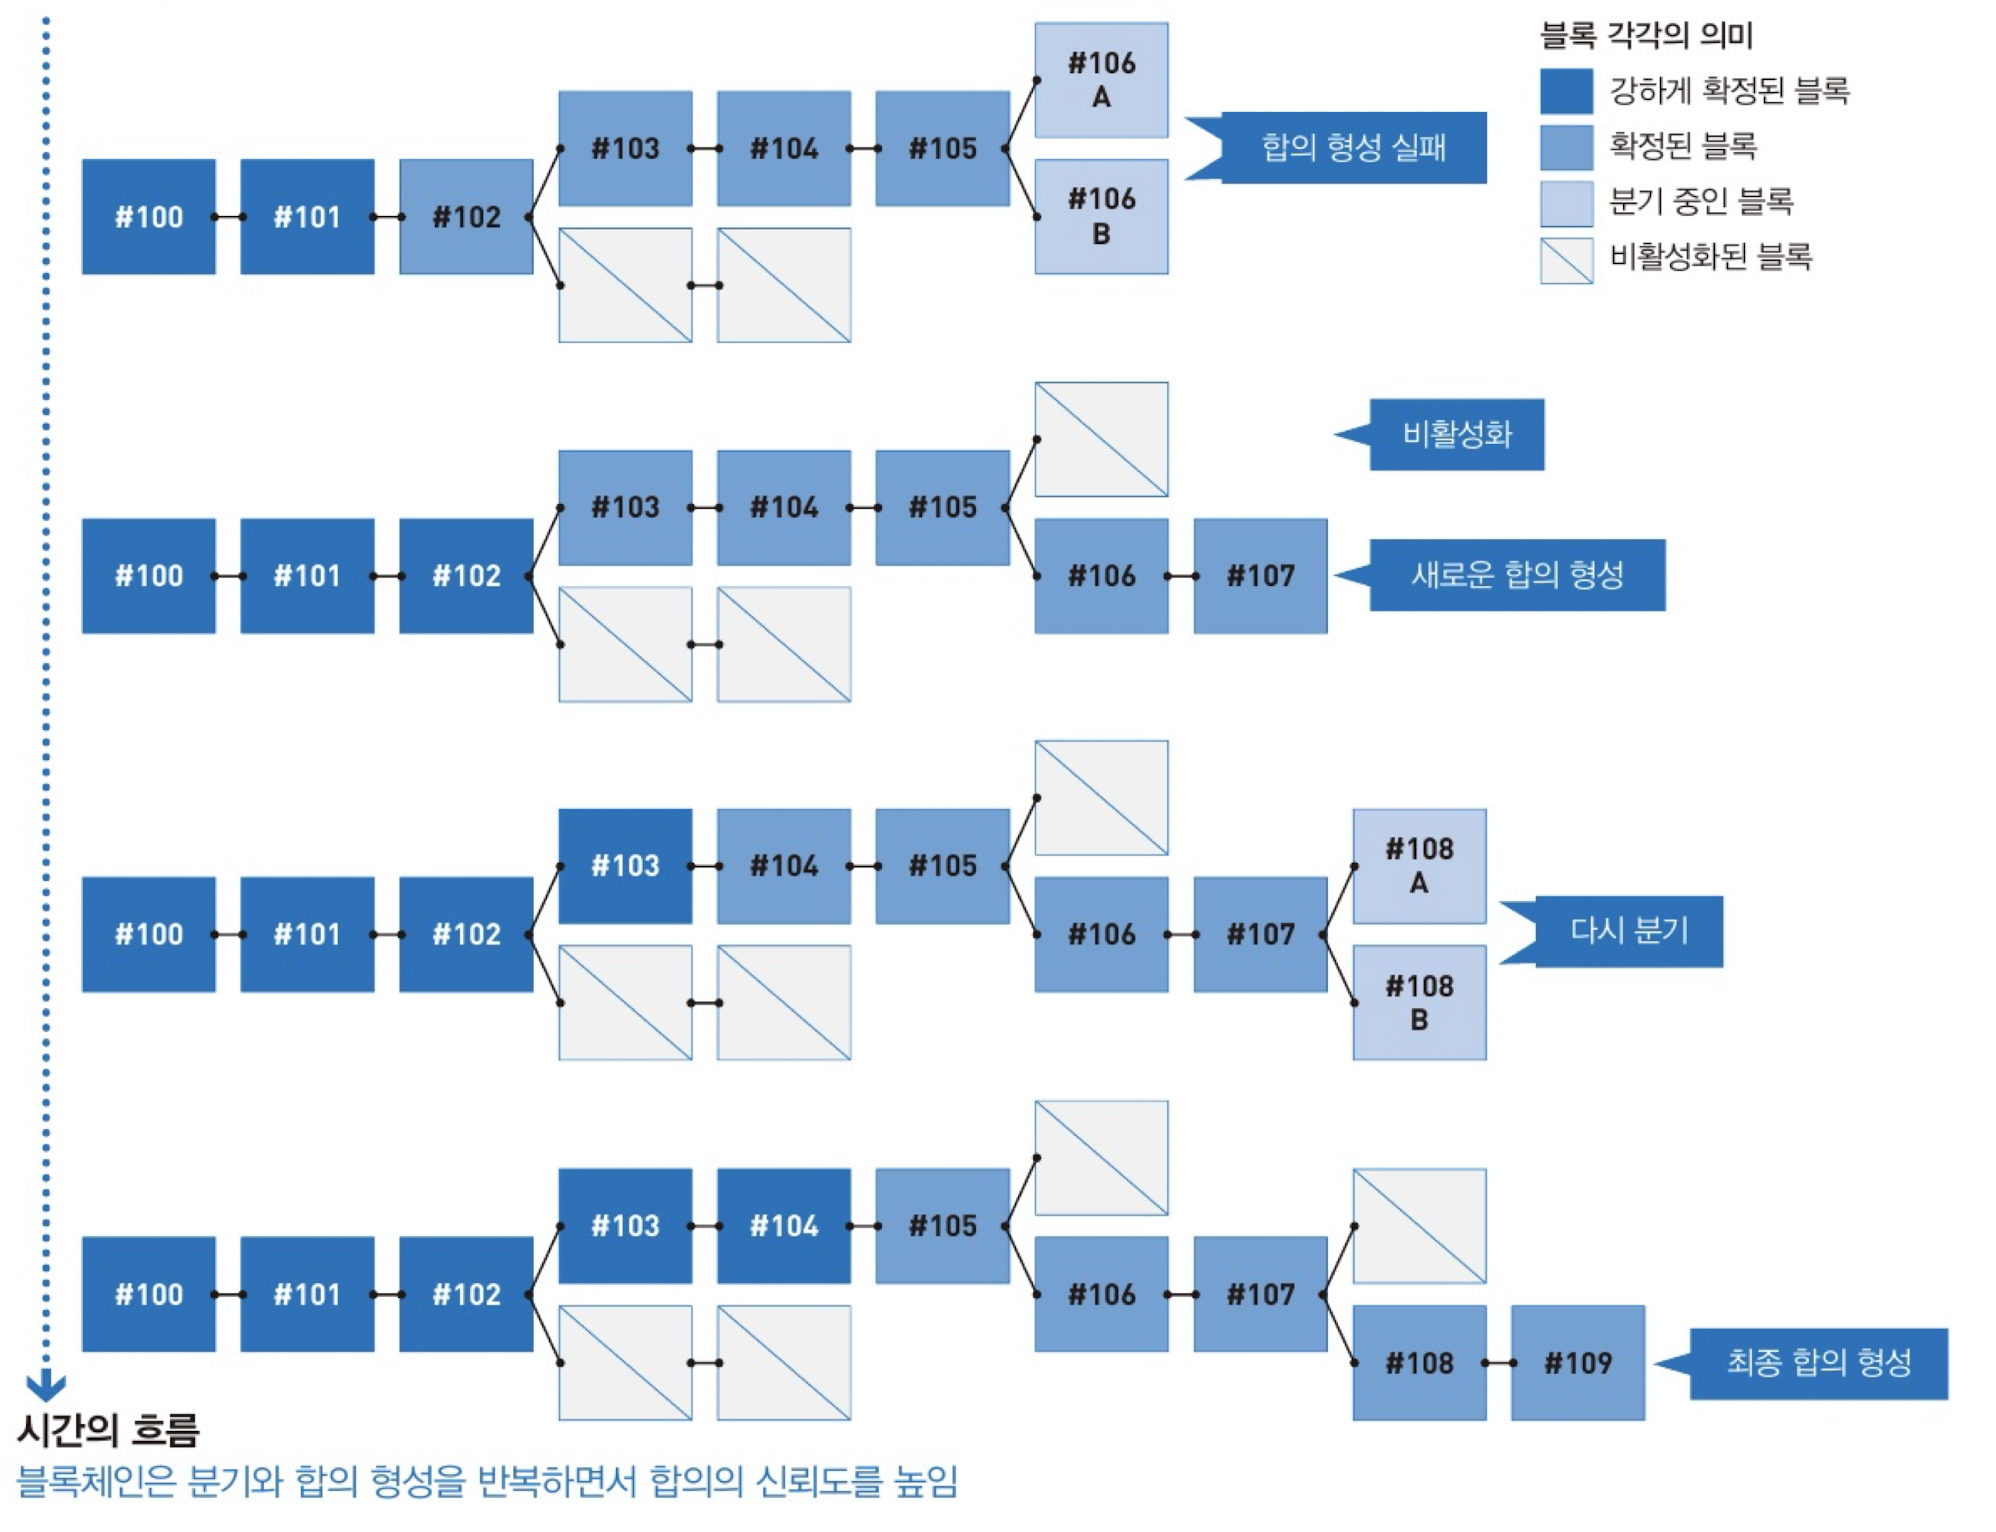 블록 각각의 의미
강하게 확정된 블록
확정된 블록
분기 중인 블록
비활성화된 블록
#100
#101
#102
#103
#104
#105
#106
A
#106
B
합의 형성 실패
#100
#101
#102
#103
#104
#105
비활성화
#106
#107
새로운 합의 형성
#100
#101
#102
#103
#104
#105
#106
#107
#108
A
#108
B
다시 분기
#100
#101
#102
#103
#104
#105
#106
#107
#108
#109
최종 합의 형성
시간의 흐름
블록체인은 분기와 합의 형성을 반복하면서 합의의 신뢰도를 높임